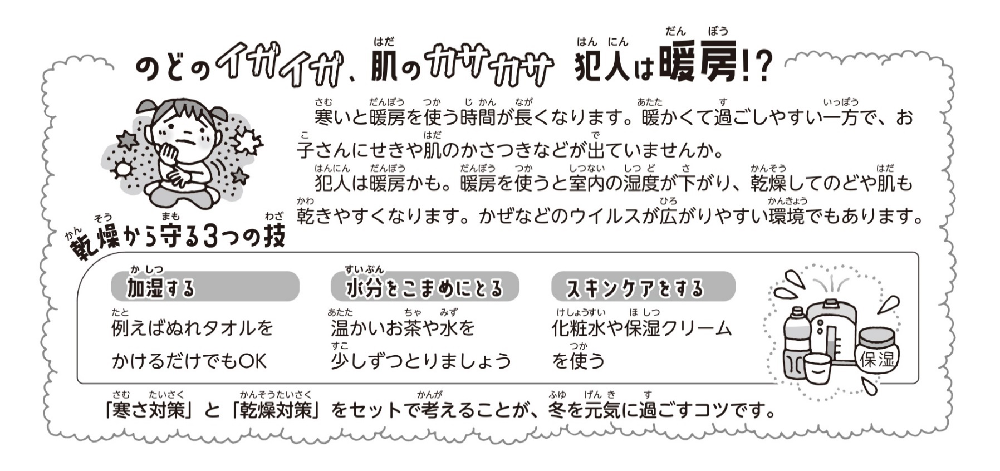 のどのイガイガ、肌のカサカサ 犯人は暖房!?
寒いと暖房を使う時間が長くなります。暖かくて過ごしやすい一方で、お
子さんにせきや肌のかさつきなどが出ていませんか。
犯人は暖房かも。暖房を使うと室内の湿度が下がり、乾燥してのどや肌も
乾きやすくなります。かぜなどのウイルスが広がりやすい環境でもあります。
乾燥から守る3つの技
加湿する
例えばぬれタオルを
かけるだけでもOK
水分をこまめにとる
温かいお茶や水を
少しずつとりましょう
スキンケアをする
化粧水や保湿クリーム
を使う
保湿
「寒さ対策」と「乾燥対策」をセットで考えることが、冬を元気に過ごすコツです。